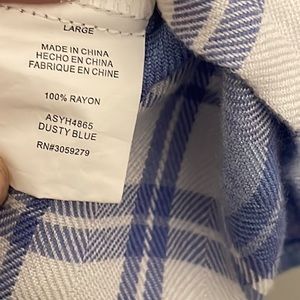 LARGE
MADE IN CHINA
HECHO EN CHINA
FABRIQUE EN CHINE
100% RAYON
ASYH4865
DUSTY BLUE
RN#3059279